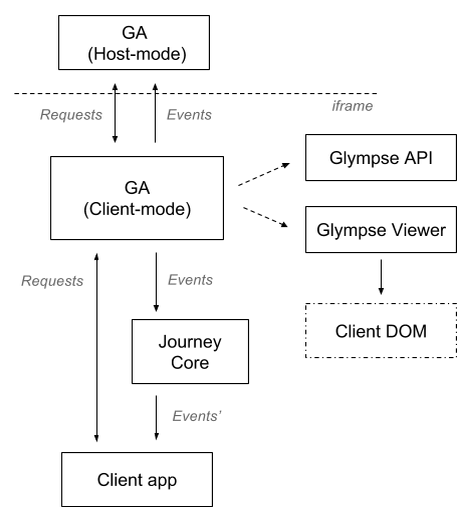 GA
(Host-mode)
iframe
Requests
Events
GA
(Client-mode)
Glympse API
Glympse Viewer
Requests
Events
Client DOM
Journey
Core
Events’
Client app